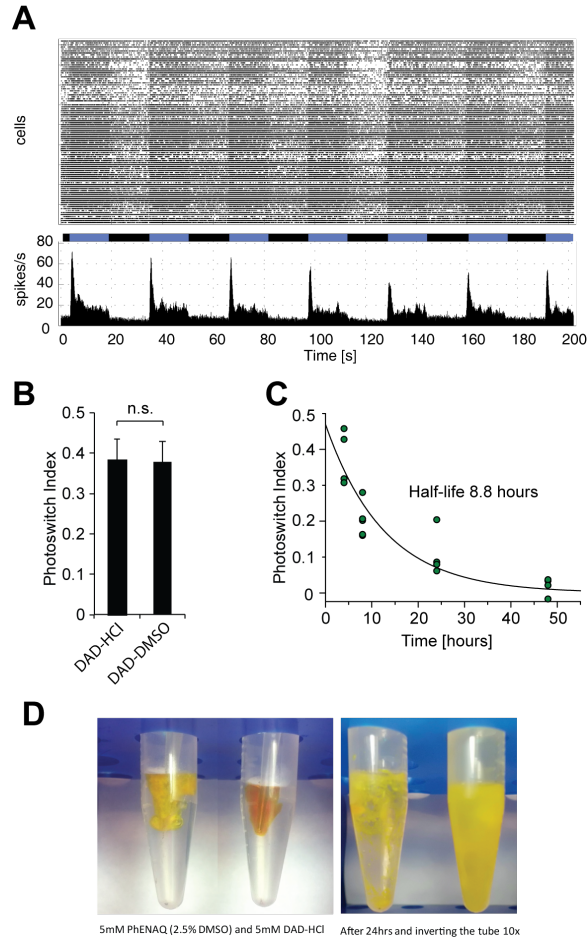 A
cells
80
60
40
20
0
spikes/s
0 20 40 60 80 100 120 140 160 180 200
Time [s]
B
n.s.
0.5
0.4
0.3
0.2
0.1
0
Photoswitch Index
DAD-HCl
DAD-DMSO
C
0.5
0.4
0.3
0.2
0.1
0
Photoswitch Index
Half-life 8.8 hours
0 10 20 30 40 50
Time [hours]
D
5mM PhENAQ (2.5% DMSO) and 5mM DAD-HCl
After 24hrs and inverting the tube 10x